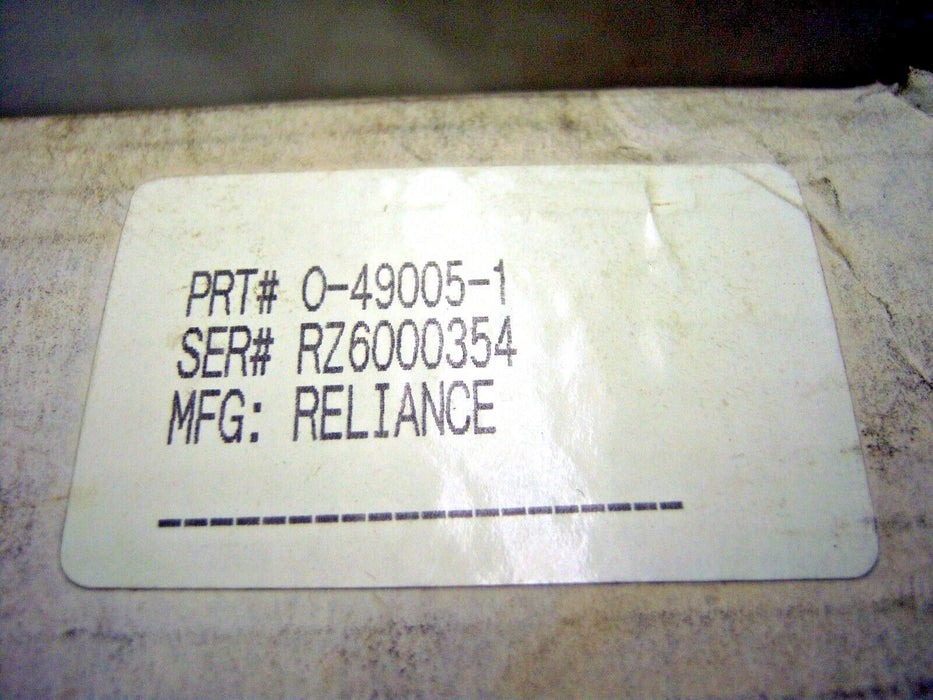 PRT# 0-49005-1
SER# RZ6000354
MFG: RELIANCE
--------------------